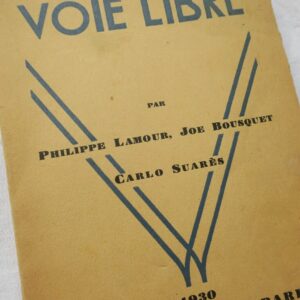 VOIE LIBRE
PAR
PHILIPPE LAMOUR, JOE BOUSQUET
CARLO SUARÈS
1930